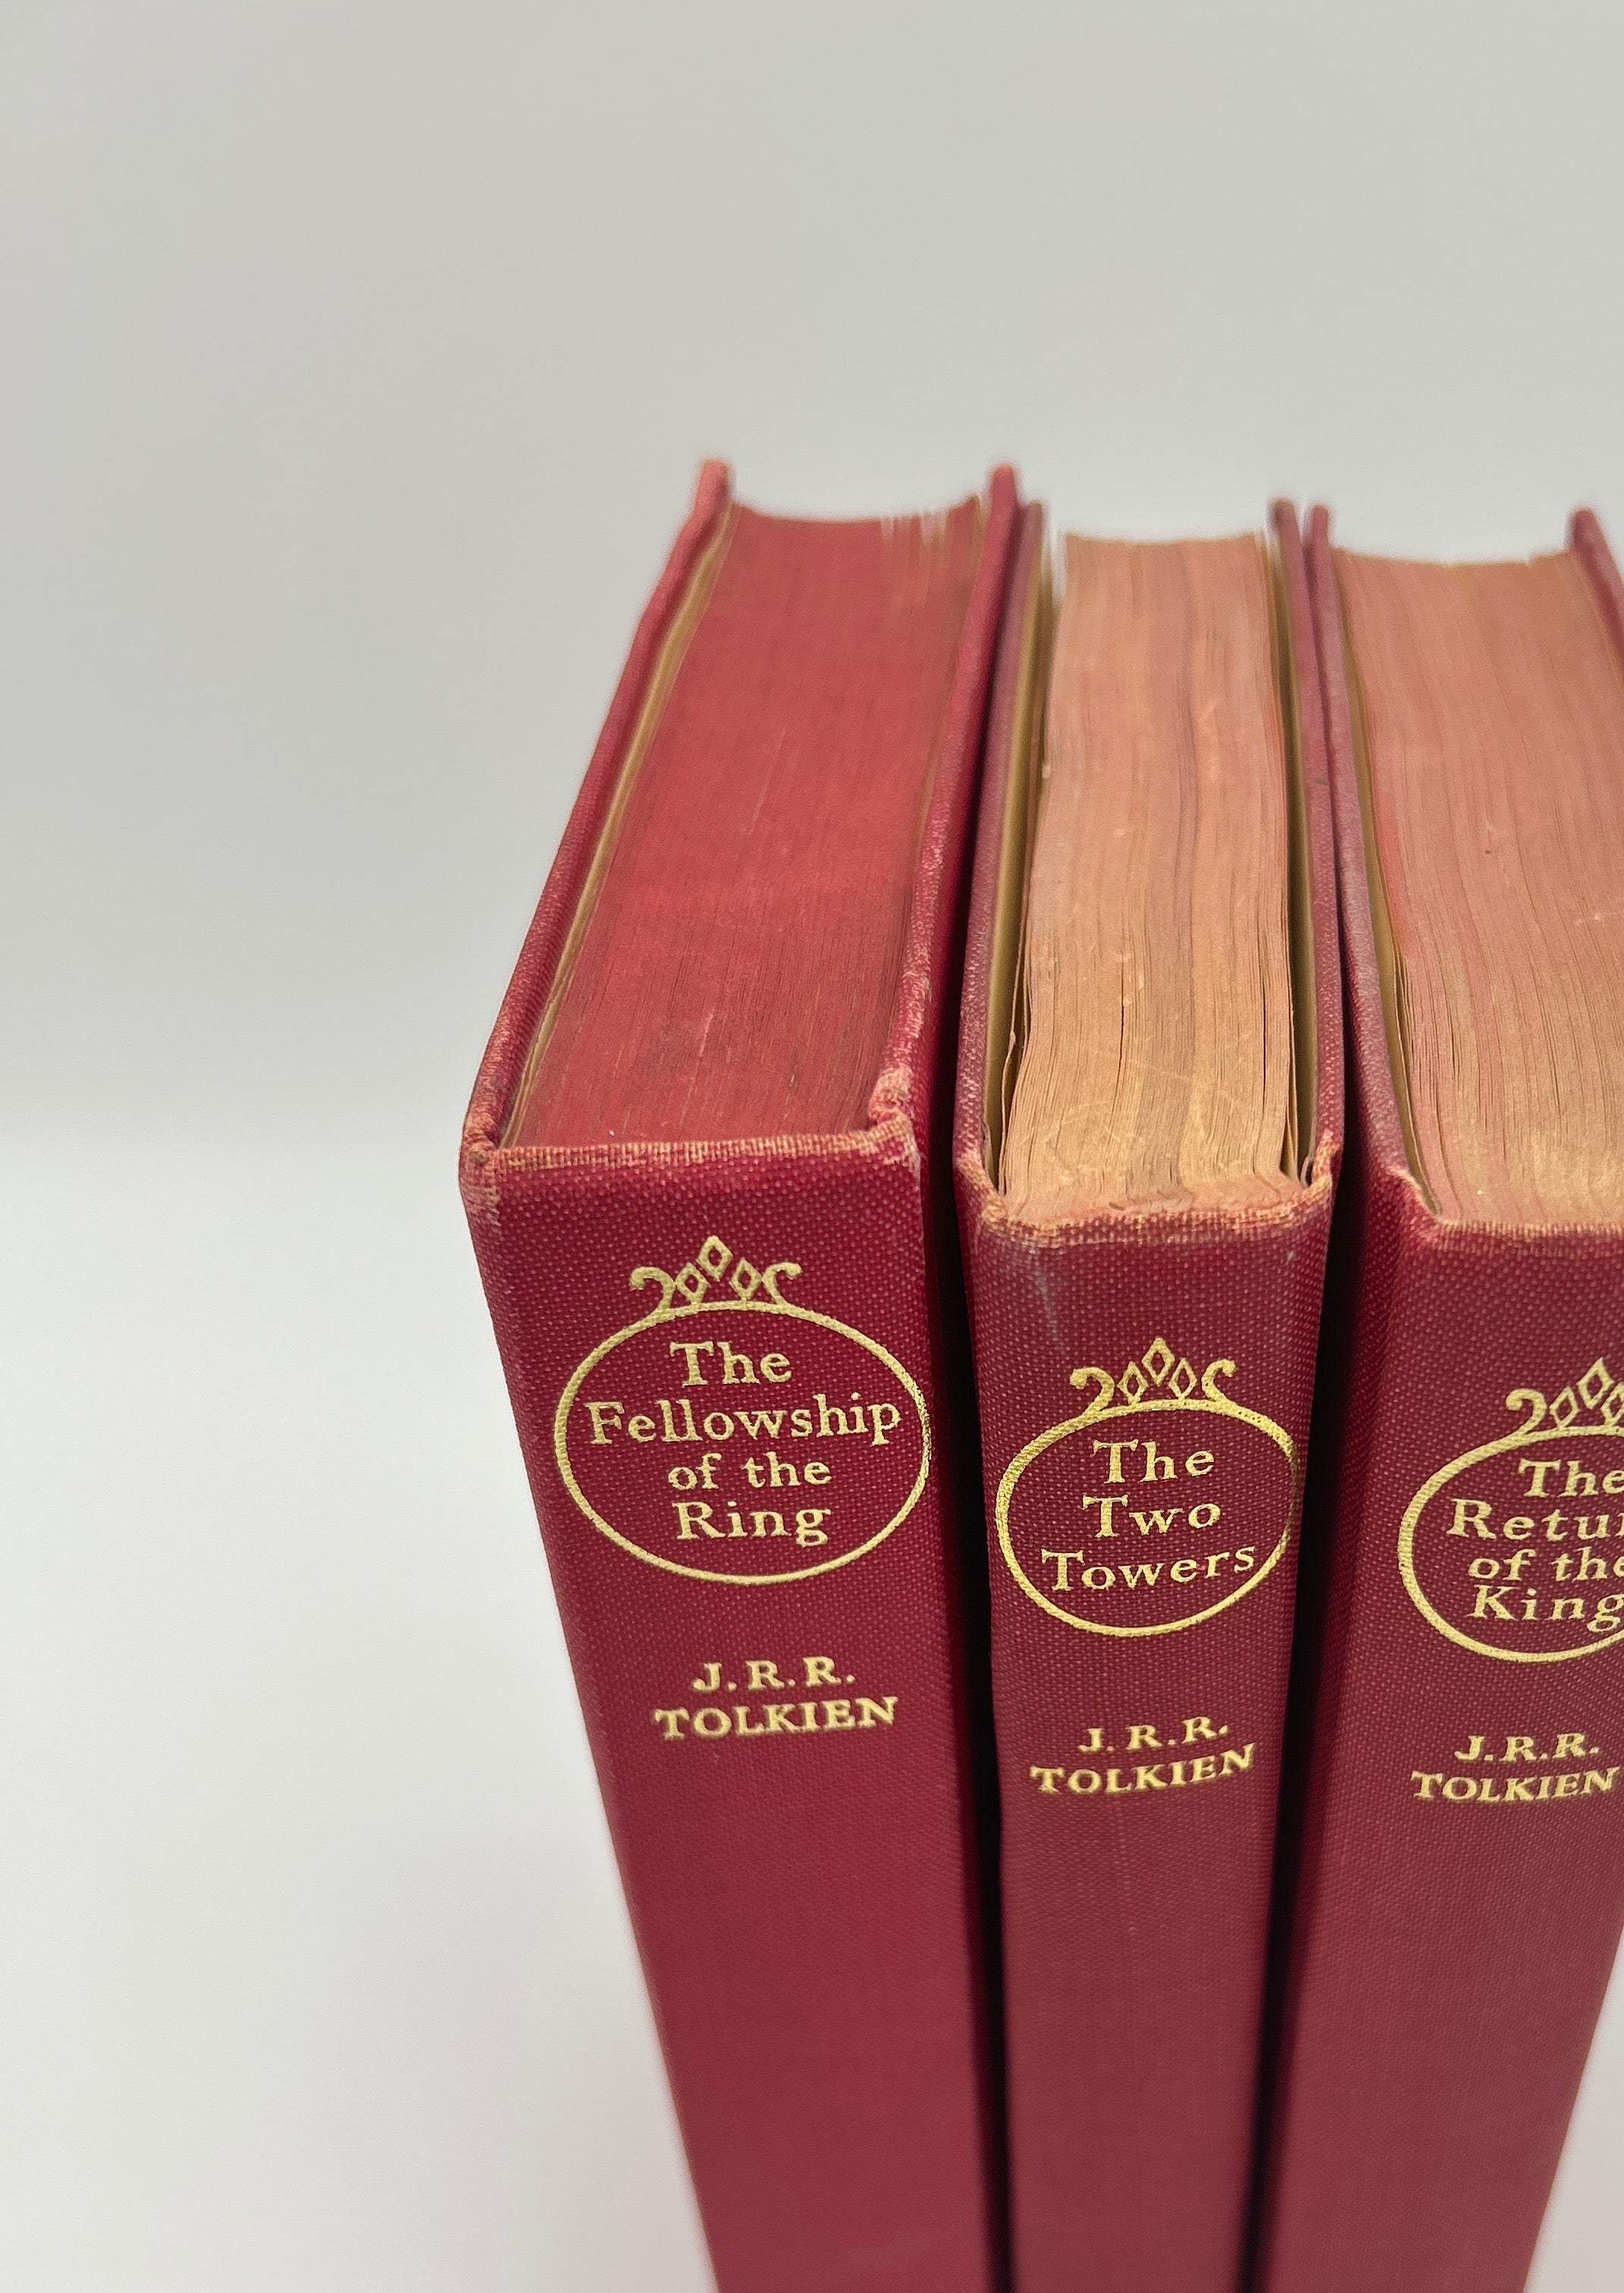 The
Fellowship
of the
Ring
J.R.R.
TOLKIEN
The
Two
Towers
J.R.R.
TOLKIEN
The
of the
King
J.R.R.
TOLKIEN